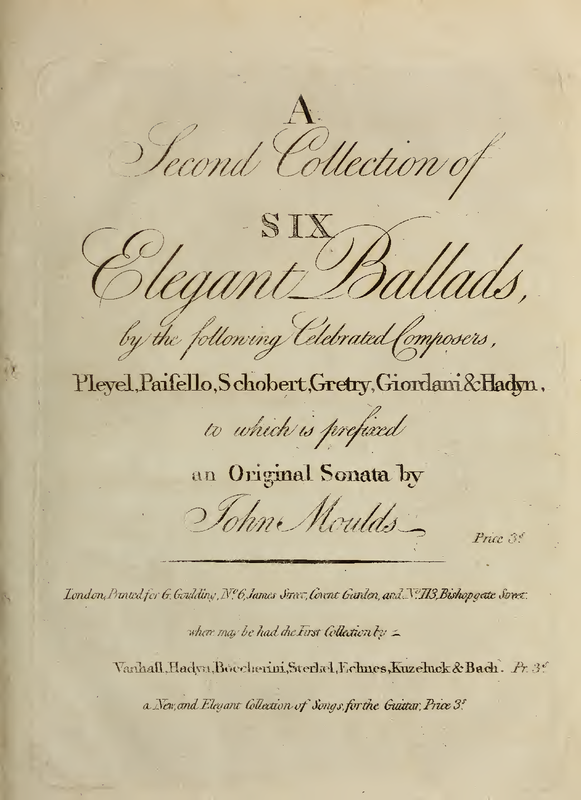 A
Second Collection of
SIX
Elegant Ballads,
by the following Celebrated Composers,
Pleyel, Paiſello, Schobert, Gretry, Giordani & Hadyn,
to which is prefixed
an Original Sonata by
John Moulds
Price 3ˢ
London, Printed for G. Goulding, Nº. 6, James Street, Covent Garden, and Nº. 113, Bishopgate Street.
where may be had the First Collection by
Vanhall, Hadyn, Boccherini, Sterkel, Echnes, Kuzeluck & Bach. Pr. 3ˢ
a New, and Elegant Collection of Songs, for the Guittar, Price 3ˢ